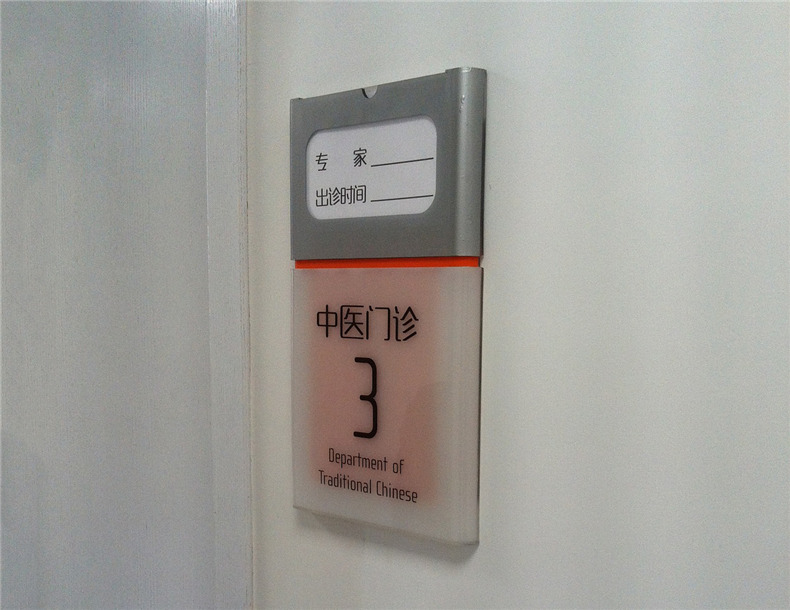 专 家
出诊时间
中医门诊
3
Department of
Traditional Chinese